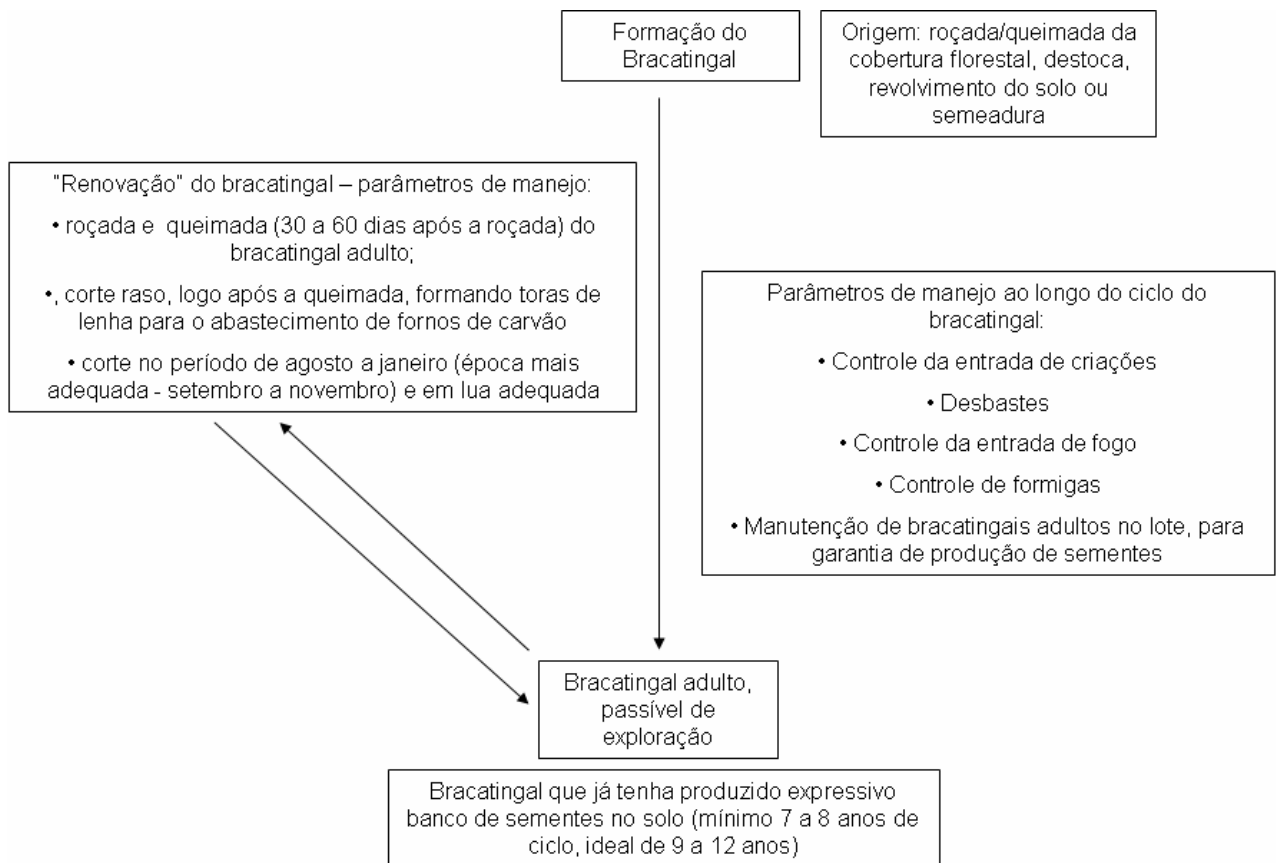 Formação do
Bracatingal
Origem: roçada/queimada da
cobertura florestal, destoca,
revolvimento do solo ou
semeadura
"Renovação" do bracatingal – parâmetros de manejo:
• roçada e queimada (30 a 60 dias após a roçada) do
bracatingal adulto;
•, corte raso, logo após a queimada, formando toras de
lenha para o abastecimento de fornos de carvão
• corte no período de agosto a janeiro (época mais
adequada - setembro a novembro) e em lua adequada
Parâmetros de manejo ao longo do ciclo do
bracatingal:
• Controle da entrada de criações
• Desbastes
• Controle da entrada de fogo
• Controle de formigas
• Manutenção de bracatingais adultos no lote, para
garantia de produção de sementes
Bracatingal adulto,
passível de
exploração
Bracatingal que já tenha produzido expressivo
banco de sementes no solo (mínimo 7 a 8 anos de
ciclo, ideal de 9 a 12 anos)